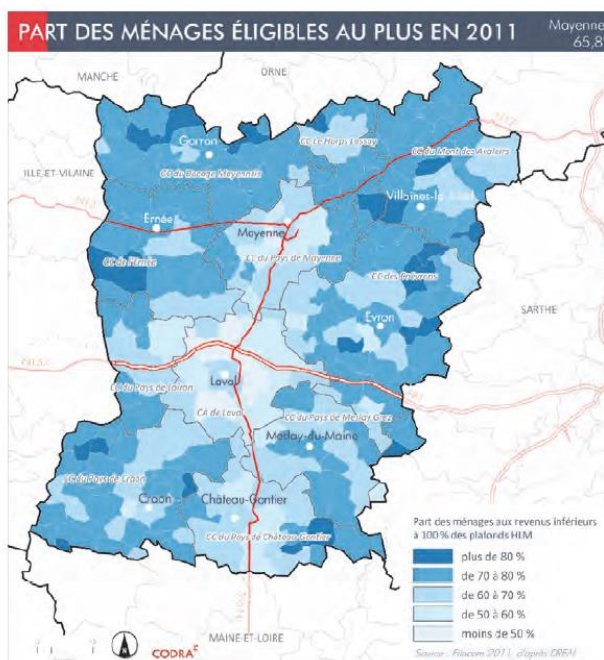 PART DES MÉNAGES ÉLIGIBLES AU PLUS EN 2011
Mayenne
65,8
MANCHE
ORNE
Gorron
CC Le Horps Lassay
CC du Mont des Avaloirs
N12
ILLE-ET-VILAINE
CC du Bocage Mayennais
Villaines-la-Juhel
N12
Ernée
Mayenne
CC de l'Ernée
CC du Pays de Mayenne
CC des Coëvrons
SARTHE
Evron
CC du Pays de Loiron
Laval
A81
CA de Laval
CC du Pays de Meslay Grez
Meslay-du-Maine
CC du Pays de Craon
Craon
Château-Gontier
CC du Pays de Château-Gontier
Part des ménages aux revenus inférieurs
à 100 % des plafonds HLM
plus de 80 %
de 70 à 80 %
de 60 à 70 %
de 50 à 60 %
moins de 50 %
MAINE-ET-LOIRE
CODRA
Source : Filocom 2011, d'après DREAL